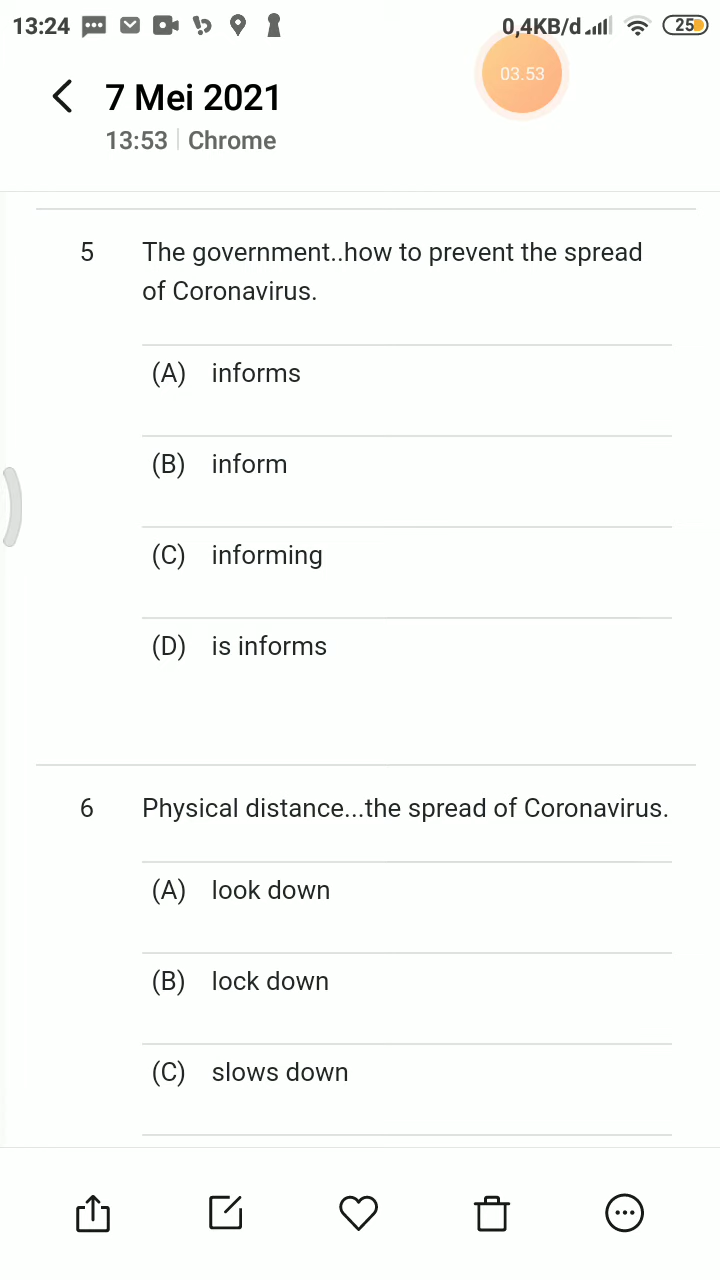 13:24 0,4KB/d 25
03.53
7 Mei 2021
13:53 Chrome
5 The government..how to prevent the spread
of Coronavirus.
(A) informs
(B) inform
(C) informing
(D) is informs
6 Physical distance...the spread of Coronavirus.
(A) look down
(B) lock down
(C) slows down